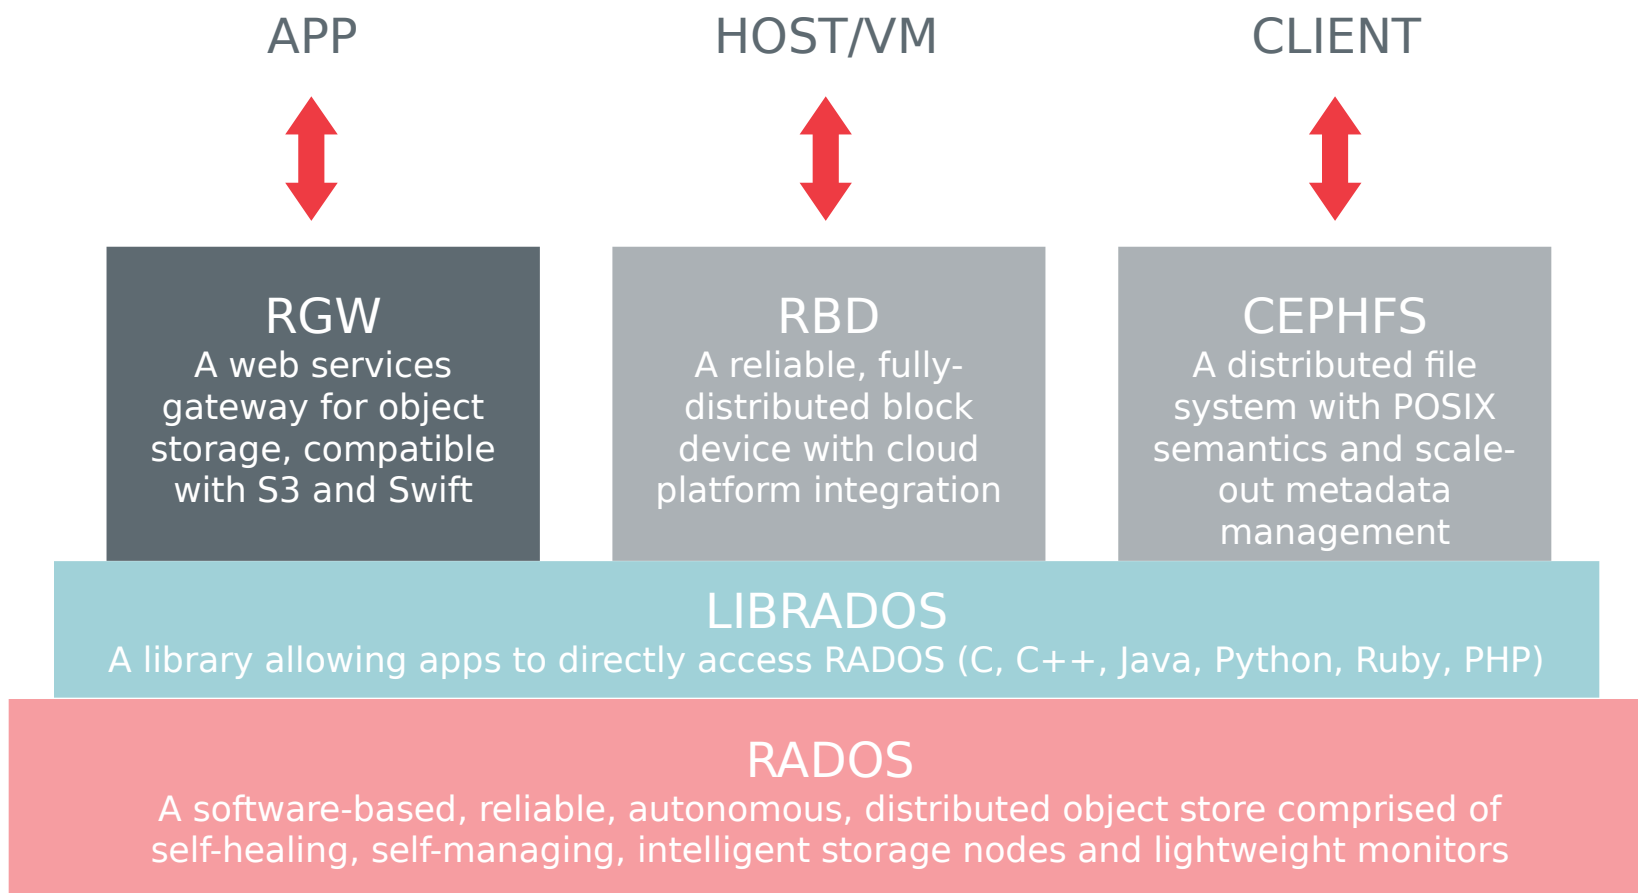 APP
HOST/VM
CLIENT
RGW
A web services
gateway for object
storage, compatible
with S3 and Swift
RBD
A reliable, fully-
distributed block
device with cloud
platform integration
CEPHFS
A distributed file
system with POSIX
semantics and scale-
out metadata
management
LIBRADOS
A library allowing apps to directly access RADOS (C, C++, Java, Python, Ruby, PHP)
RADOS
A software-based, reliable, autonomous, distributed object store comprised of
self-healing, self-managing, intelligent storage nodes and lightweight monitors